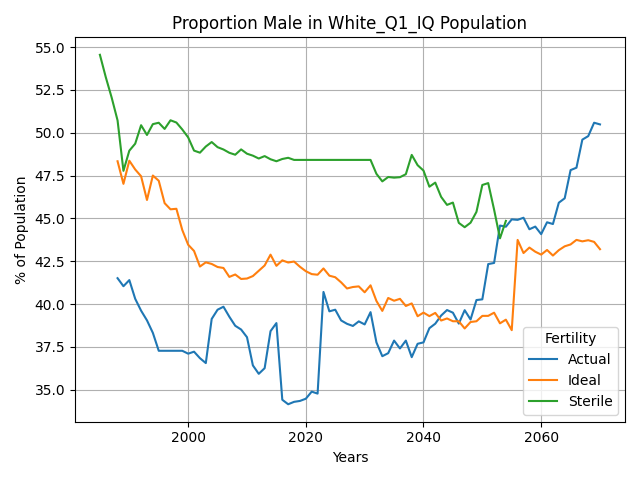 Proportion Male in White_Q1_IQ Population
% of Population
55.0
52.5
50.0
47.5
45.0
42.5
40.0
37.5
35.0
2000
2020
2040
2060
Years
Fertility
Actual
Ideal
Sterile